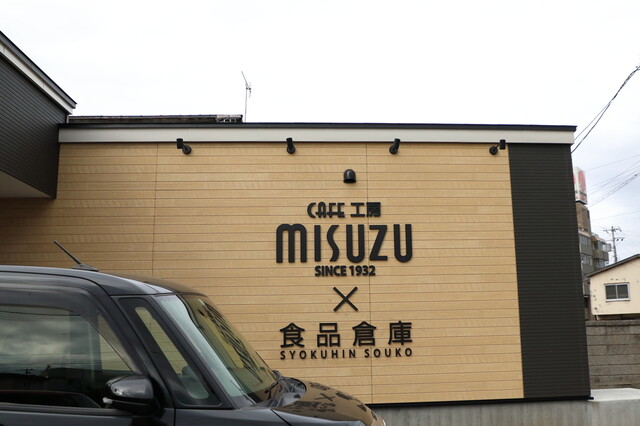 CAFE 工房
MISUZU
SINCE 1932
×
食品倉庫
SYOKUHIN SOUKO